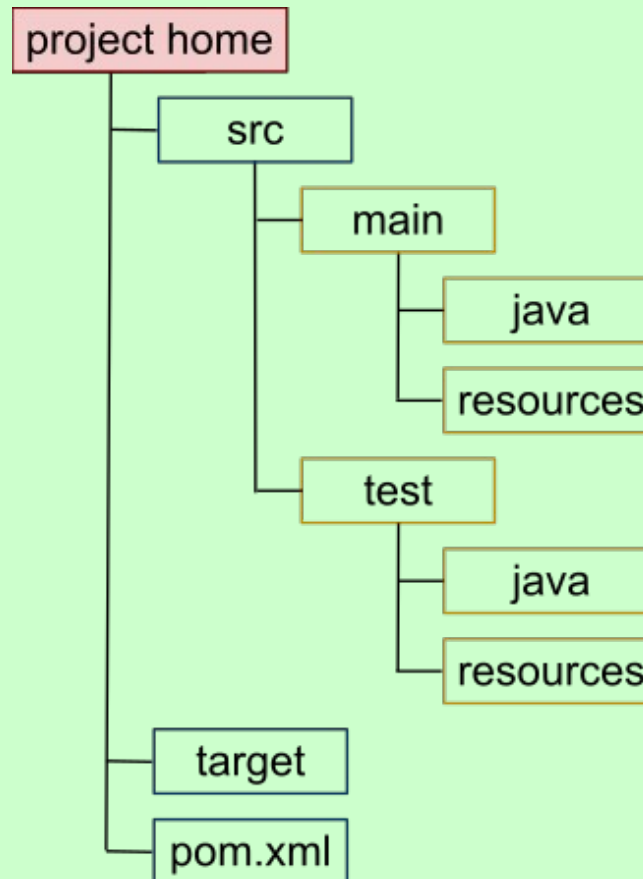 project home
src
main
java
resources
test
java
resources
target
pom.xml